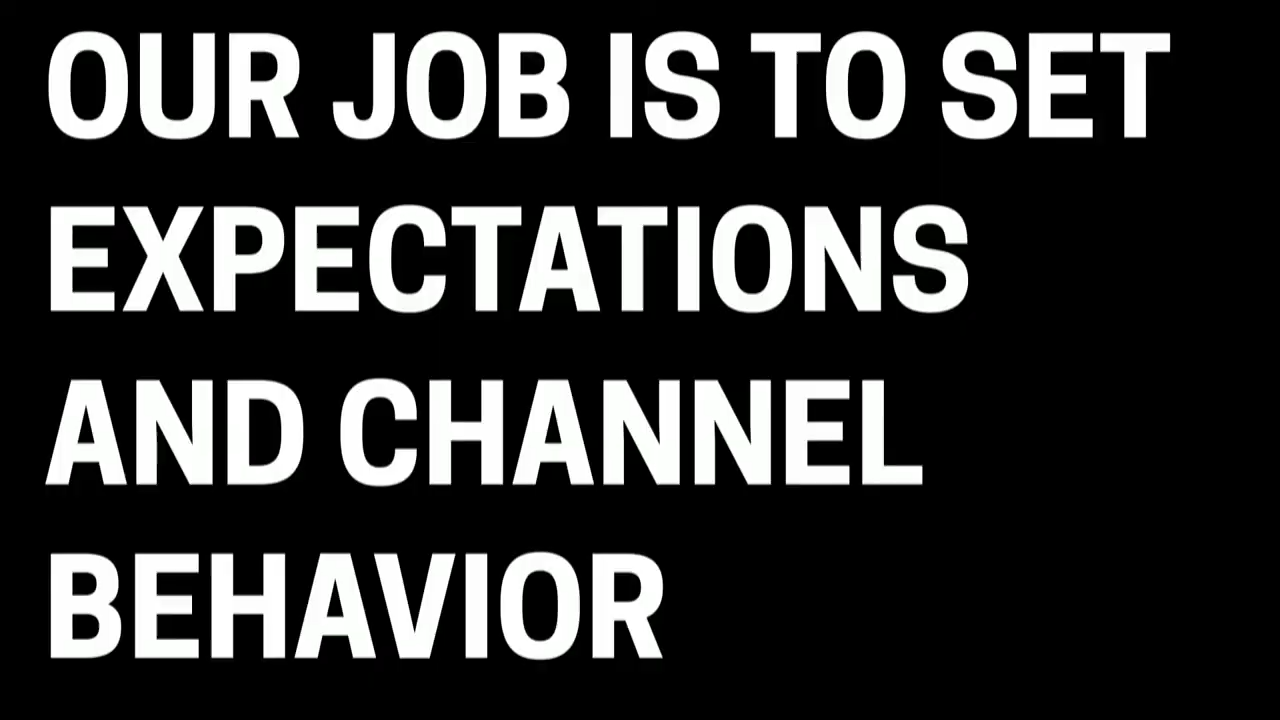 OUR JOB IS TO SET
EXPECTATIONS
AND CHANNEL
BEHAVIOR